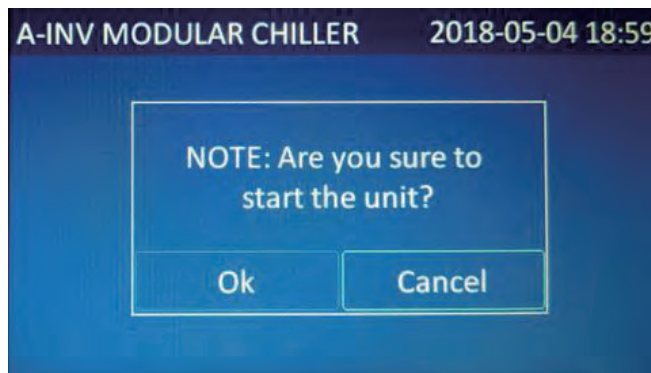 A-INV MODULAR CHILLER 2018-05-04 18:59
NOTE: Are you sure to
start the unit?
Ok Cancel